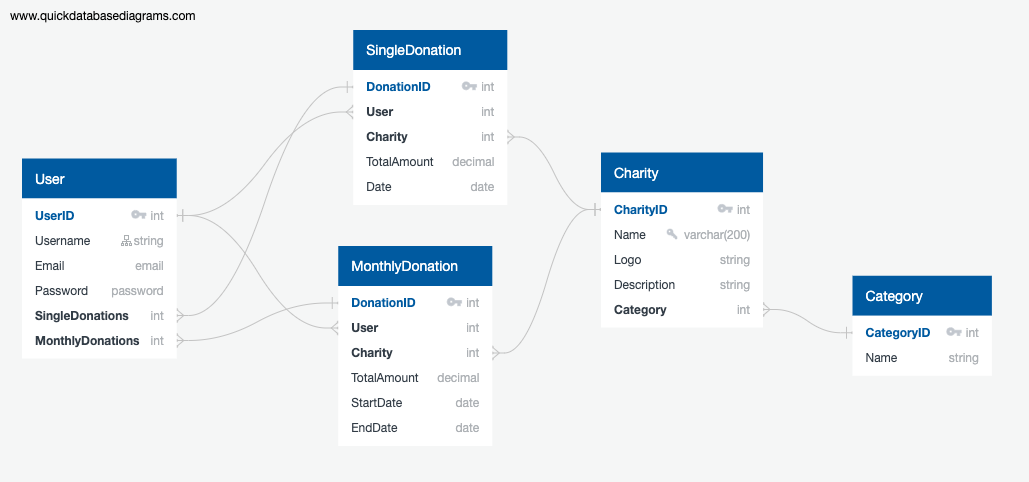 www.quickdatabasediagrams.com
User
UserID int
Username string
Email email
Password password
SingleDonations int
MonthlyDonations int
SingleDonation
DonationID int
User int
Charity int
TotalAmount decimal
Date date
MonthlyDonation
DonationID int
User int
Charity int
TotalAmount decimal
StartDate date
EndDate date
Charity
CharityID int
Name varchar(200)
Logo string
Description string
Category int
Category
CategoryID int
Name string